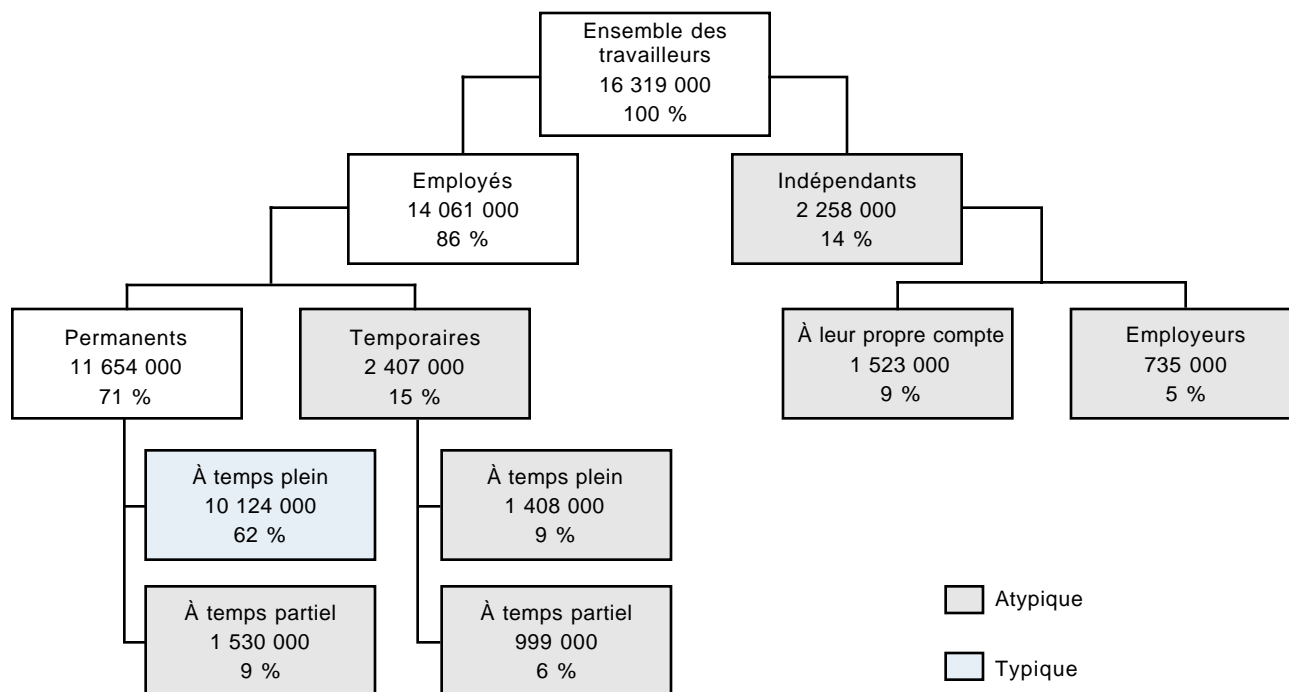 Ensemble des
travailleurs
16 319 000
100 %
Employés
14 061 000
86 %
Indépendants
2 258 000
14 %
Permanents
11 654 000
71 %
Temporaires
2 407 000
15 %
À leur propre compte
1 523 000
9 %
Employeurs
735 000
5 %
À temps plein
10 124 000
62 %
À temps plein
1 408 000
9 %
À temps partiel
1 530 000
9 %
À temps partiel
999 000
6 %
Atypique
Typique